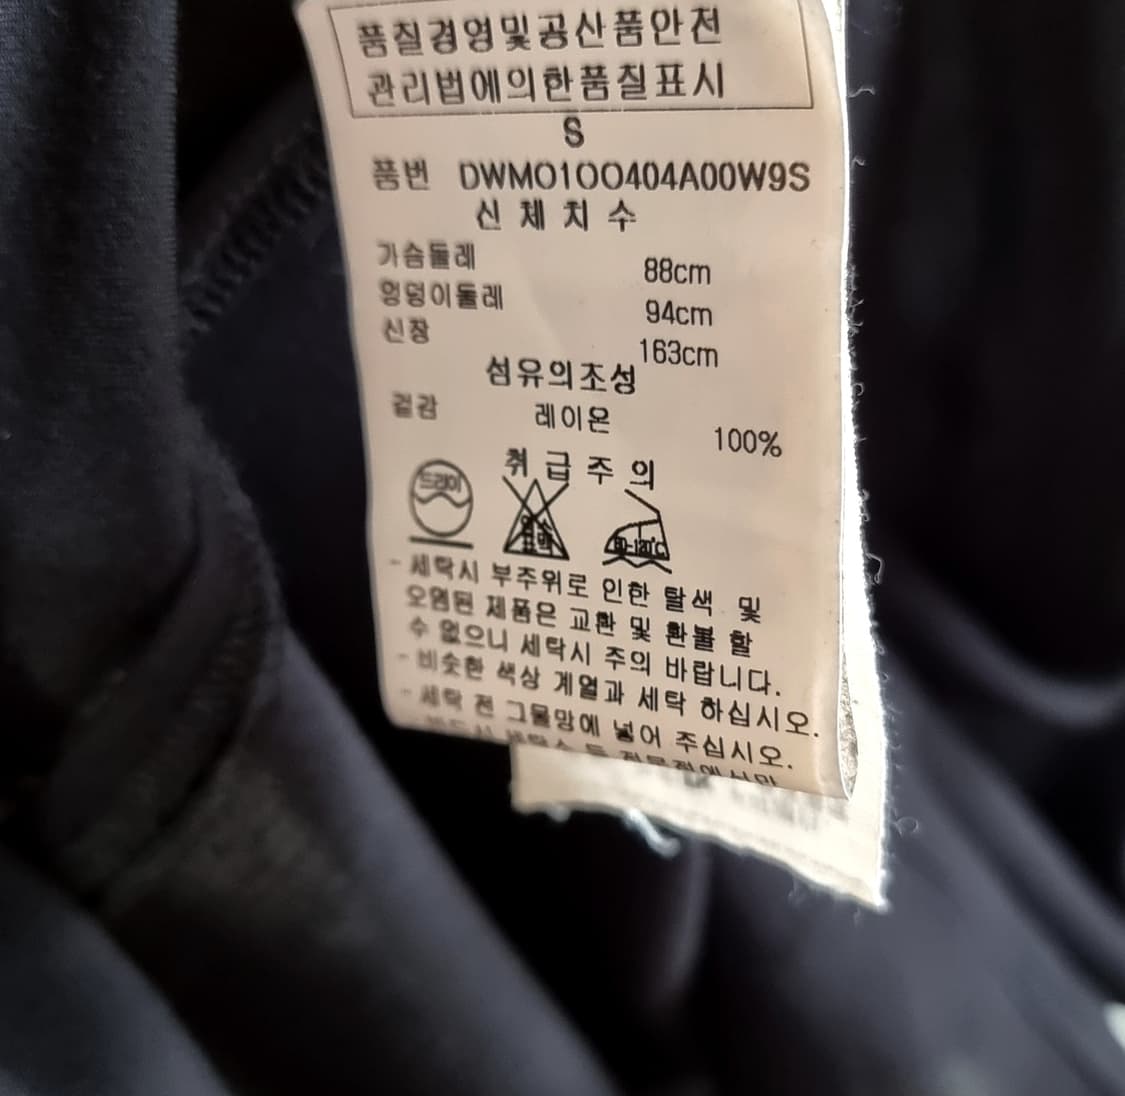 품질경영및공산품안전
관리법에의한품질표시
S
품번 DWMO1OO404A00W9S
신체치수
가슴둘레 88cm
엉덩이둘레 94cm
신장 163cm
섬유의조성
겉감 레이온 100%
취급주의
드라이
80-120℃
- 세탁시 부주위로 인한 탈색 및
오염된 제품은 교환 및 환불 할
수 없으니 세탁시 주의 바랍니다.
- 비슷한 색상 계열과 세탁 하십시오.
- 세탁 전 그물망에 넣어 주십시오.